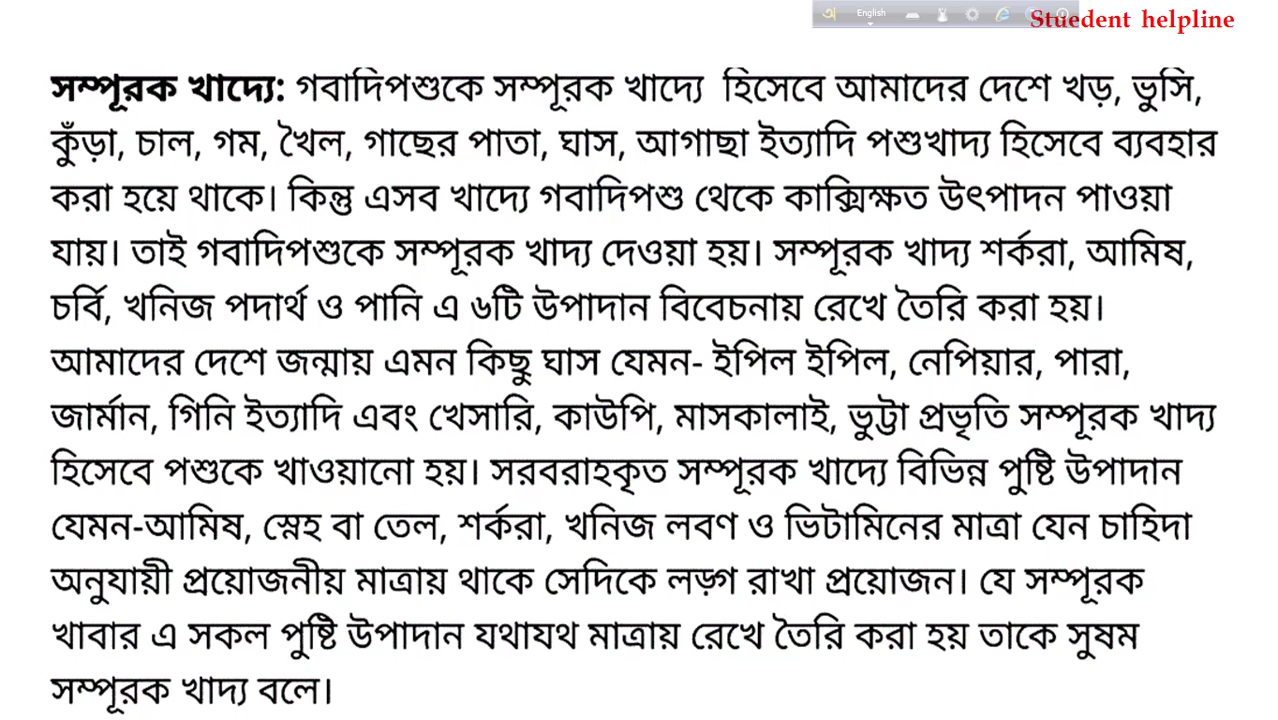 English
Stuedent helpline
সম্পূরক খাদ্যে: গবাদিপশুকে সম্পূরক খাদ্যে হিসেবে আমাদের দেশে খড়, ভুসি,
কুঁড়া, চাল, গম, খৈল, গাছের পাতা, ঘাস, আগাছা ইত্যাদি পশুখাদ্য হিসেবে ব্যবহার
করা হয়ে থাকে। কিন্তু এসব খাদ্যে গবাদিপশু থেকে কাক্সিক্ষত উৎপাদন পাওয়া
যায়। তাই গবাদিপশুকে সম্পূরক খাদ্য দেওয়া হয়। সম্পূরক খাদ্য শর্করা, আমিষ,
চর্বি, খনিজ পদার্থ ও পানি এ ৬টি উপাদান বিবেচনায় রেখে তৈরি করা হয়।
আমাদের দেশে জন্মায় এমন কিছু ঘাস যেমন- ইপিল ইপিল, নেপিয়ার, পারা,
জার্মান, গিনি ইত্যাদি এবং খেসারি, কাউপি, মাসকালাই, ভুট্টা প্রভৃতি সম্পূরক খাদ্য
হিসেবে পশুকে খাওয়ানো হয়। সরবরাহকৃত সম্পূরক খাদ্যে বিভিন্ন পুষ্টি উপাদান
যেমন-আমিষ, স্নেহ বা তেল, শর্করা, খনিজ লবণ ও ভিটামিনের মাত্রা যেন চাহিদা
অনুযায়ী প্রয়োজনীয় মাত্রায় থাকে সেদিকে লড়্গ রাখা প্রয়োজন। যে সম্পূরক
খাবার এ সকল পুষ্টি উপাদান যথাযথ মাত্রায় রেখে তৈরি করা হয় তাকে সুষম
সম্পূরক খাদ্য বলে।